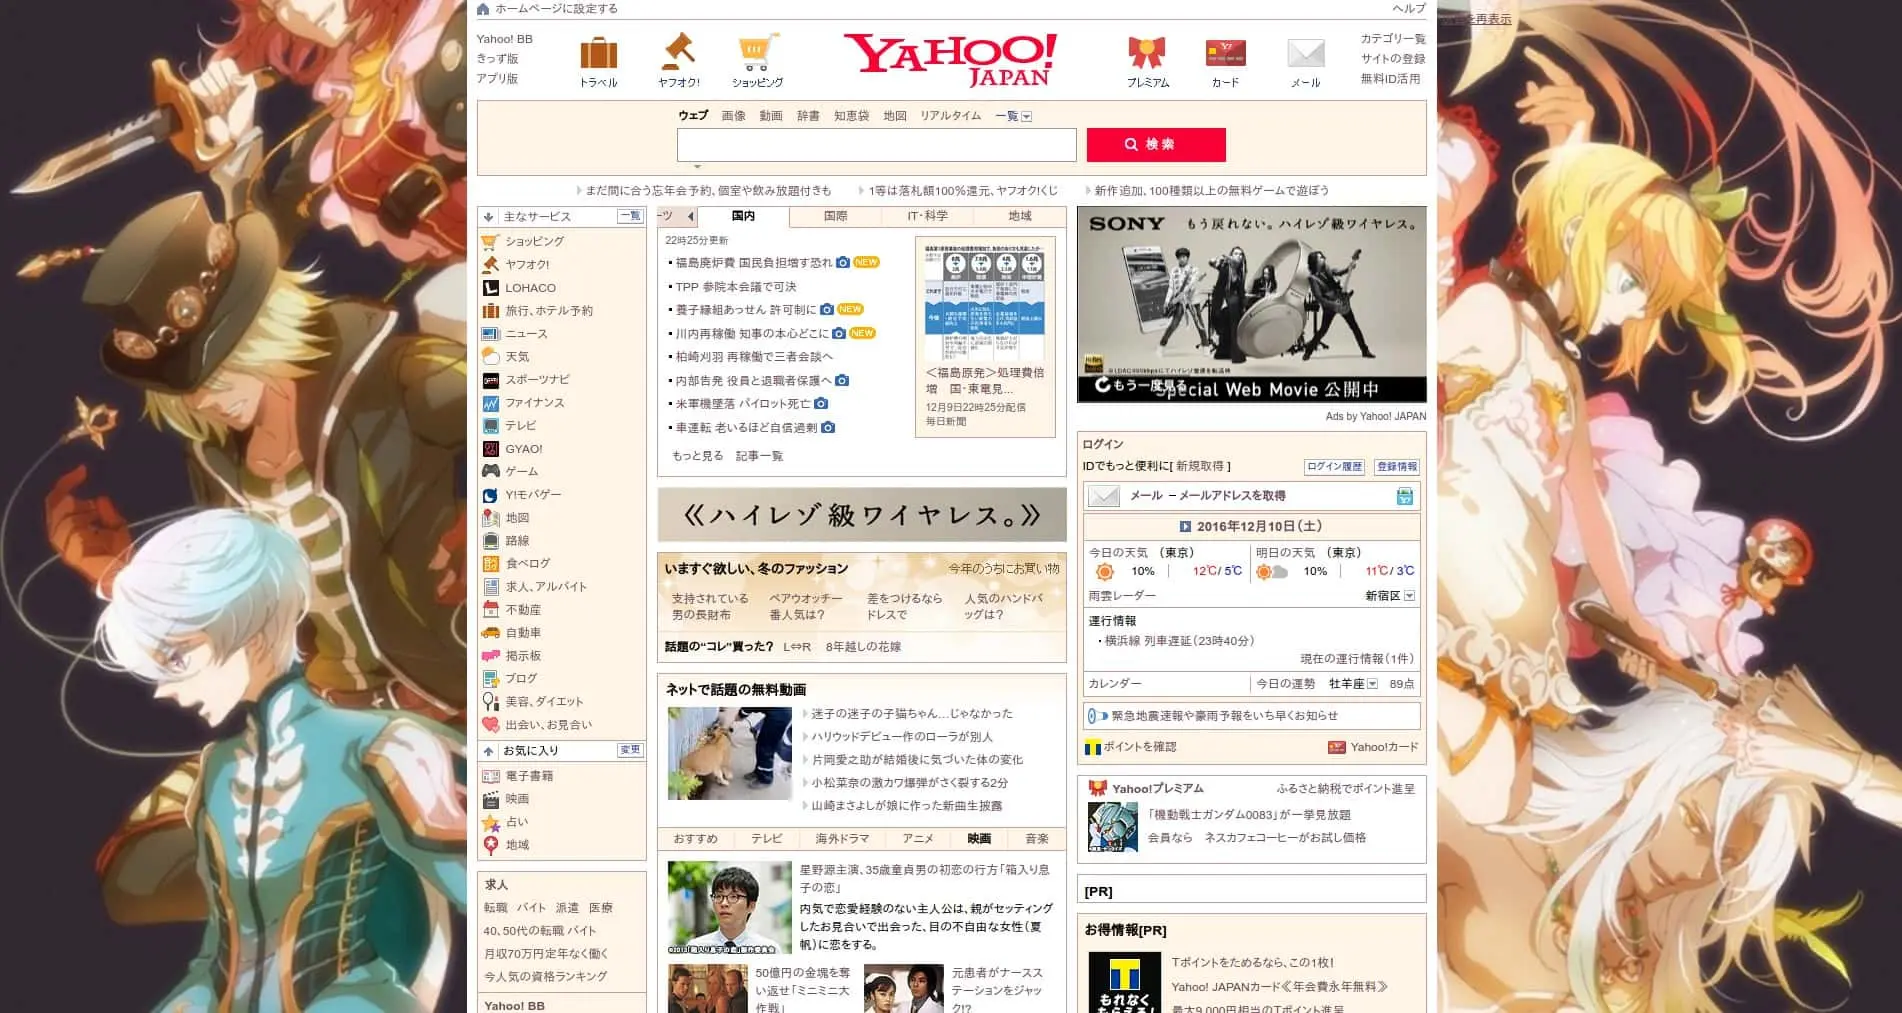 ホームページに設定する
ヘルプ
を再表示
Yahoo! BB
きっず版
アプリ版
トラベル
ヤフオク!
ショッピング
YAHOO!
JAPAN
プレミアム
カード
メール
カテゴリ一覧
サイトの登録
無料ID活用
ウェブ 画像 動画 辞書 知恵袋 地図 リアルタイム 一覧
検索
まだ間に合う忘年会予約、個室や飲み放題付きも
1等は落札額100%還元、ヤフオク!くじ
新作追加、100種類以上の無料ゲームで遊ぼう
主なサービス 一覧
ショッピング
ヤフオク!
LOHACO
旅行、ホテル予約
ニュース
天気
スポーツナビ
ファイナンス
テレビ
GYAO!
ゲーム
Y!モバゲー
地図
路線
食べログ
求人、アルバイト
不動産
自動車
掲示板
ブログ
美容、ダイエット
出会い、お見合い
お気に入り 変更
電子書籍
映画
占い
地域
求人
転職 バイト 派遣 医療
40、50代の転職 バイト
月収70万円定年なく働く
今人気の資格ランキング
Yahoo! BB
ーツ 国内 国際 IT・科学 地域
22時25分更新
福島廃炉費 国民負担増す恐れ NEW
TPP 参院本会議で可決
養子縁組あっせん 許可制に NEW
川内再稼働 知事の本心どこに NEW
柏崎刈羽 再稼働で三者会談へ
内部告発 役員と退職者保護へ
米軍機墜落 パイロット死亡
車運転 老いるほど自信過剰
もっと見る 記事一覧
<福島原発>処理費倍
増 国・東電見...
12月9日22時25分配信
毎日新聞
《ハイレゾ級ワイヤレス。》
いますぐ欲しい、冬のファッション 今年のうちにお買い物
支持されている
男の長財布
ペアウオッチ一
番人気は?
差をつけるなら
ドレスで
人気のハンドバ
ッグは?
話題の“コレ”買った? L⇔R 8年越しの花嫁
ネットで話題の無料動画
迷子の迷子の子猫ちゃん...じゃなかった
ハリウッドデビュー作のローラが別人
片岡愛之助が結婚後に気づいた体の変化
小松菜奈の激カワ爆弾がさく裂する2分
山崎まさよしが娘に作った新曲生披露
おすすめ テレビ 海外ドラマ アニメ 映画 音楽
星野源主演、35歳童貞男の初恋の行方「箱入り息
子の恋」
内気で恋愛経験のない主人公は、親がセッティング
したお見合いで出会った、目の不自由な女性(夏
帆)に恋をする。
©2013「箱入り息子の恋」製作委員会
50億円の金塊を奪
い返せ「ミニミニ大
作戦」
元患者がナースス
テーションをジャッ
ク!?
SONY もう戻れない。ハイレゾ級ワイヤレス。
もう一度見る
Special Web Movie 公開中
Ads by Yahoo! JAPAN
ログイン
IDでもっと便利に[ 新規取得 ] ログイン履歴 登録情報
メール - メールアドレスを取得
2016年12月10日(土)
今日の天気 (東京)
10% 12℃/ 5℃
明日の天気 (東京)
10% 11℃/ 3℃
雨雲レーダー 新宿区
運行情報
・横浜線 列車遅延(23時40分)
現在の運行情報(1件)
カレンダー 今日の運勢 牡羊座 89点
緊急地震速報や豪雨予報をいち早くお知らせ
ポイントを確認 Yahoo!カード
Yahoo!プレミアム ふるさと納税でポイント進呈
「機動戦士ガンダム0083」が一挙見放題
会員なら ネスカフェコーヒーがお試し価格
[PR]
お得情報[PR]
もれなく
もらえる!
Tポイントをためるなら、この1枚!
Yahoo! JAPANカード≪年会費永年無料≫
最大9,000円相当のTポイント進呈